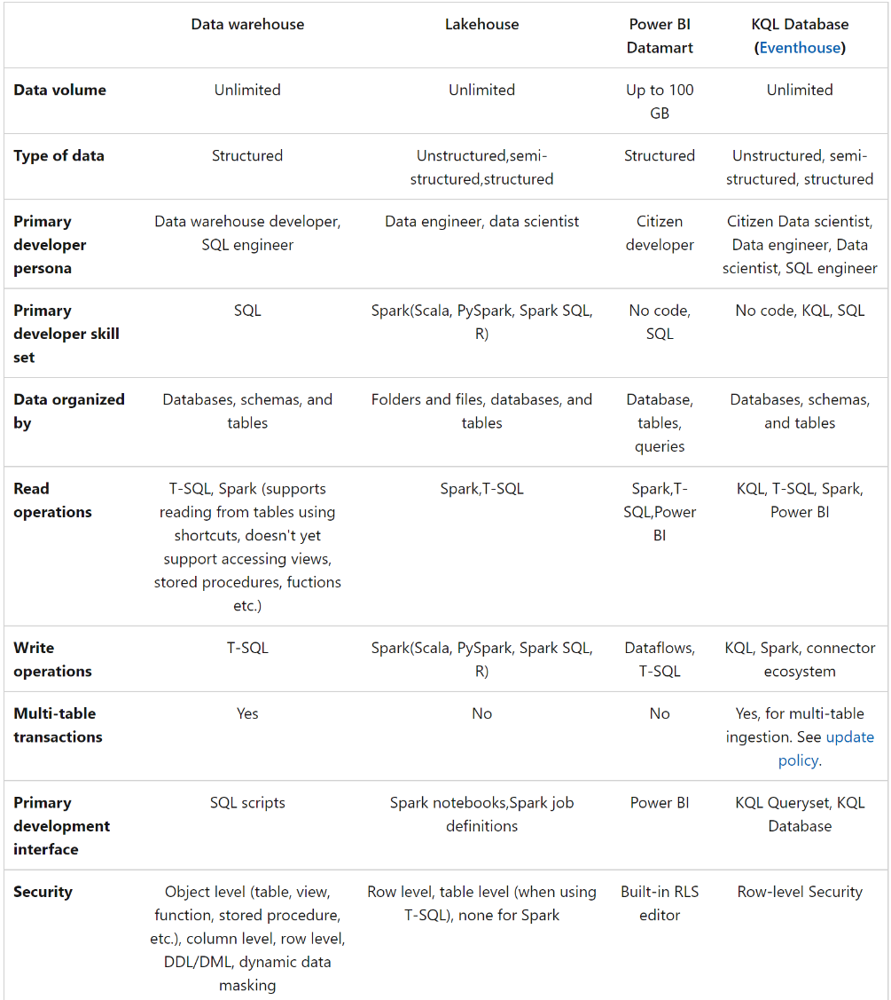 Data warehouse
Lakehouse
Power BI
Datamart
KQL Database
(Eventhouse)
Data volume
Unlimited
Unlimited
Up to 100
GB
Unlimited
Type of data
Structured
Unstructured,semi-
structured,structured
Structured
Unstructured, semi-
structured, structured
Primary
developer
persona
Data warehouse developer,
SQL engineer
Data engineer, data scientist
Citizen
developer
Citizen Data scientist,
Data engineer, Data
scientist, SQL engineer
Primary
developer skill
set
SQL
Spark(Scala, PySpark, Spark SQL,
R)
No code,
SQL
No code, KQL, SQL
Data organized
by
Databases, schemas, and
tables
Folders and files, databases, and
tables
Database,
tables,
queries
Databases, schemas,
and tables
Read
operations
T-SQL, Spark (supports
reading from tables using
shortcuts, doesn't yet
support accessing views,
stored procedures, fuctions
etc.)
Spark,T-SQL
Spark,T-
SQL,Power
BI
KQL, T-SQL, Spark,
Power BI
Write
operations
T-SQL
Spark(Scala, PySpark, Spark SQL,
R)
Dataflows,
T-SQL
KQL, Spark, connector
ecosystem
Multi-table
transactions
Yes
No
No
Yes, for multi-table
ingestion. See update
policy.
Primary
development
interface
SQL scripts
Spark notebooks,Spark job
definitions
Power BI
KQL Queryset, KQL
Database
Security
Object level (table, view,
function, stored procedure,
etc.), column level, row level,
DDL/DML, dynamic data
masking
Row level, table level (when using
T-SQL), none for Spark
Built-in RLS
editor
Row-level Security